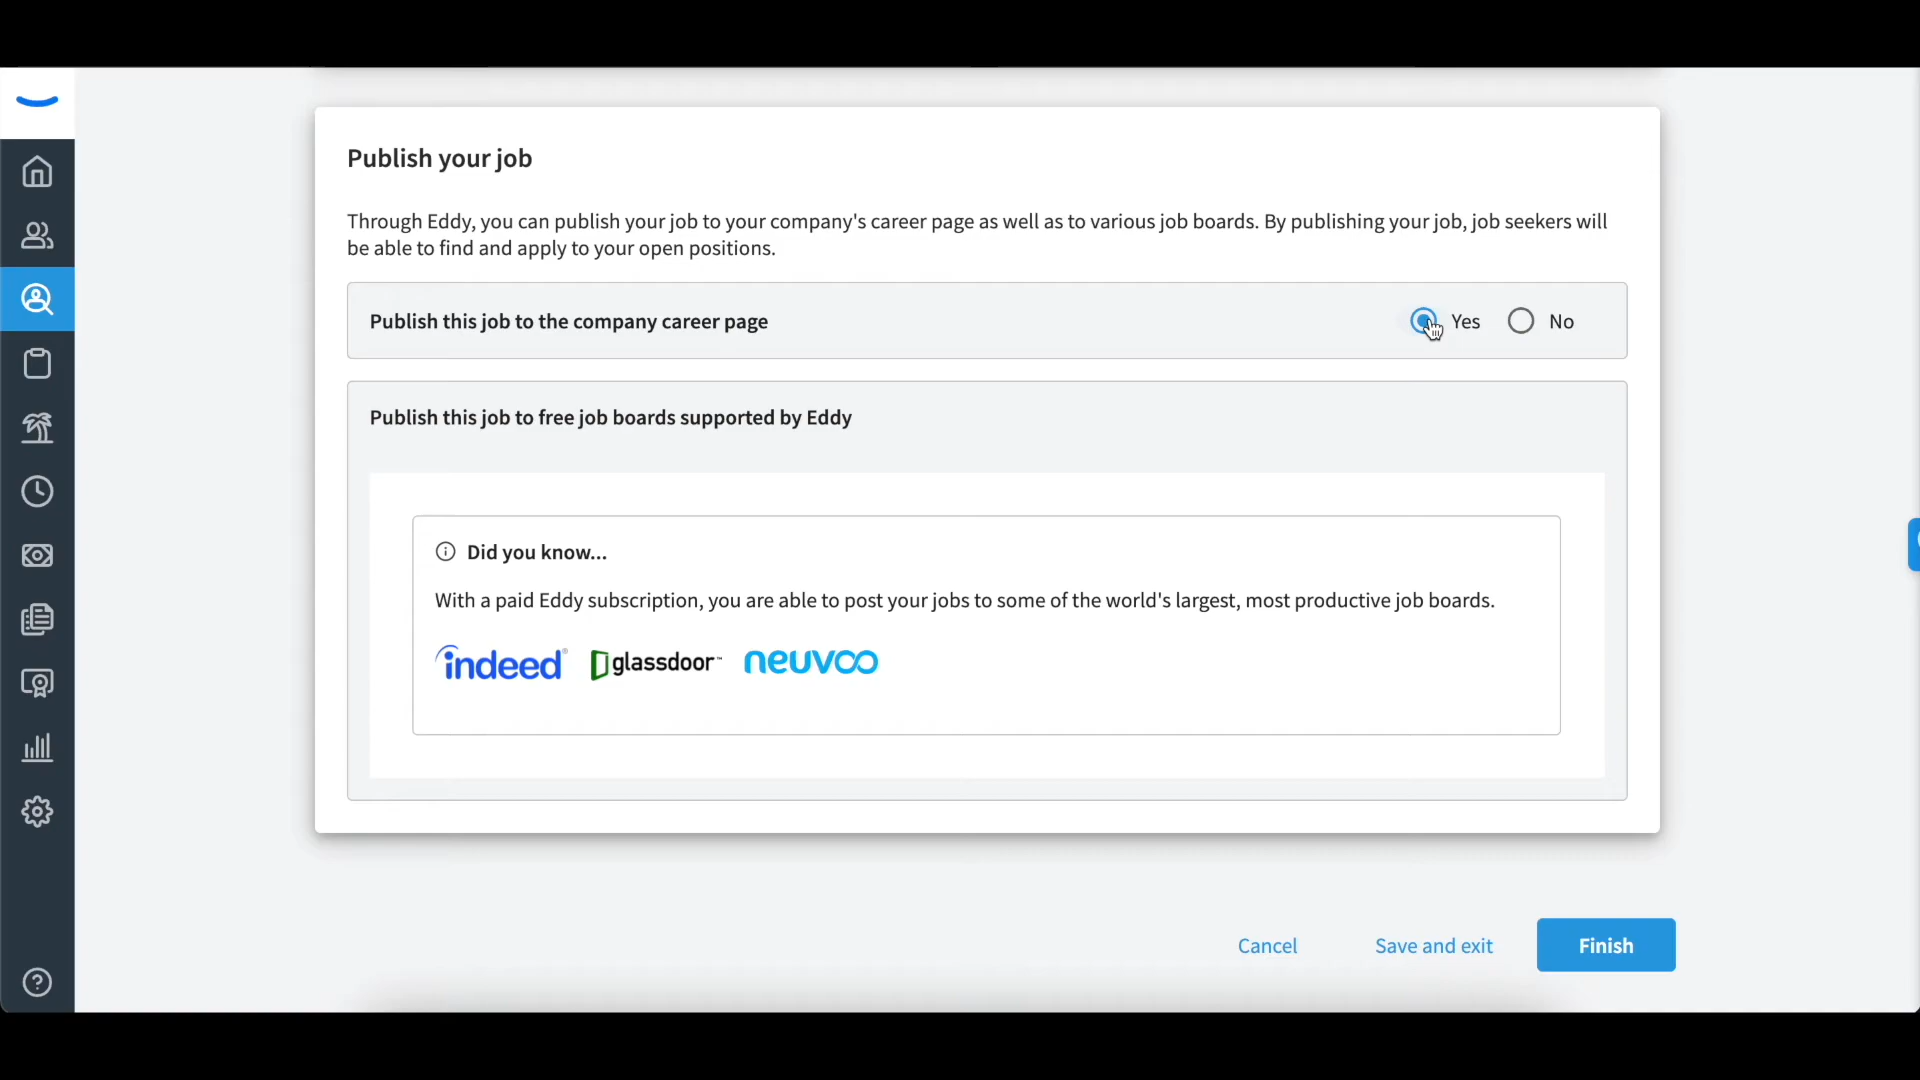 Publish your job
Through Eddy, you can publish your job to your company's career page as well as to various job boards. By publishing your job, job seekers will
be able to find and apply to your open positions.
Publish this job to the company career page
Yes
No
Publish this job to free job boards supported by Eddy
Did you know...
With a paid Eddy subscription, you are able to post your jobs to some of the world's largest, most productive job boards.
indeed® glassdoor™ neuvoo
Cancel
Save and exit
Finish